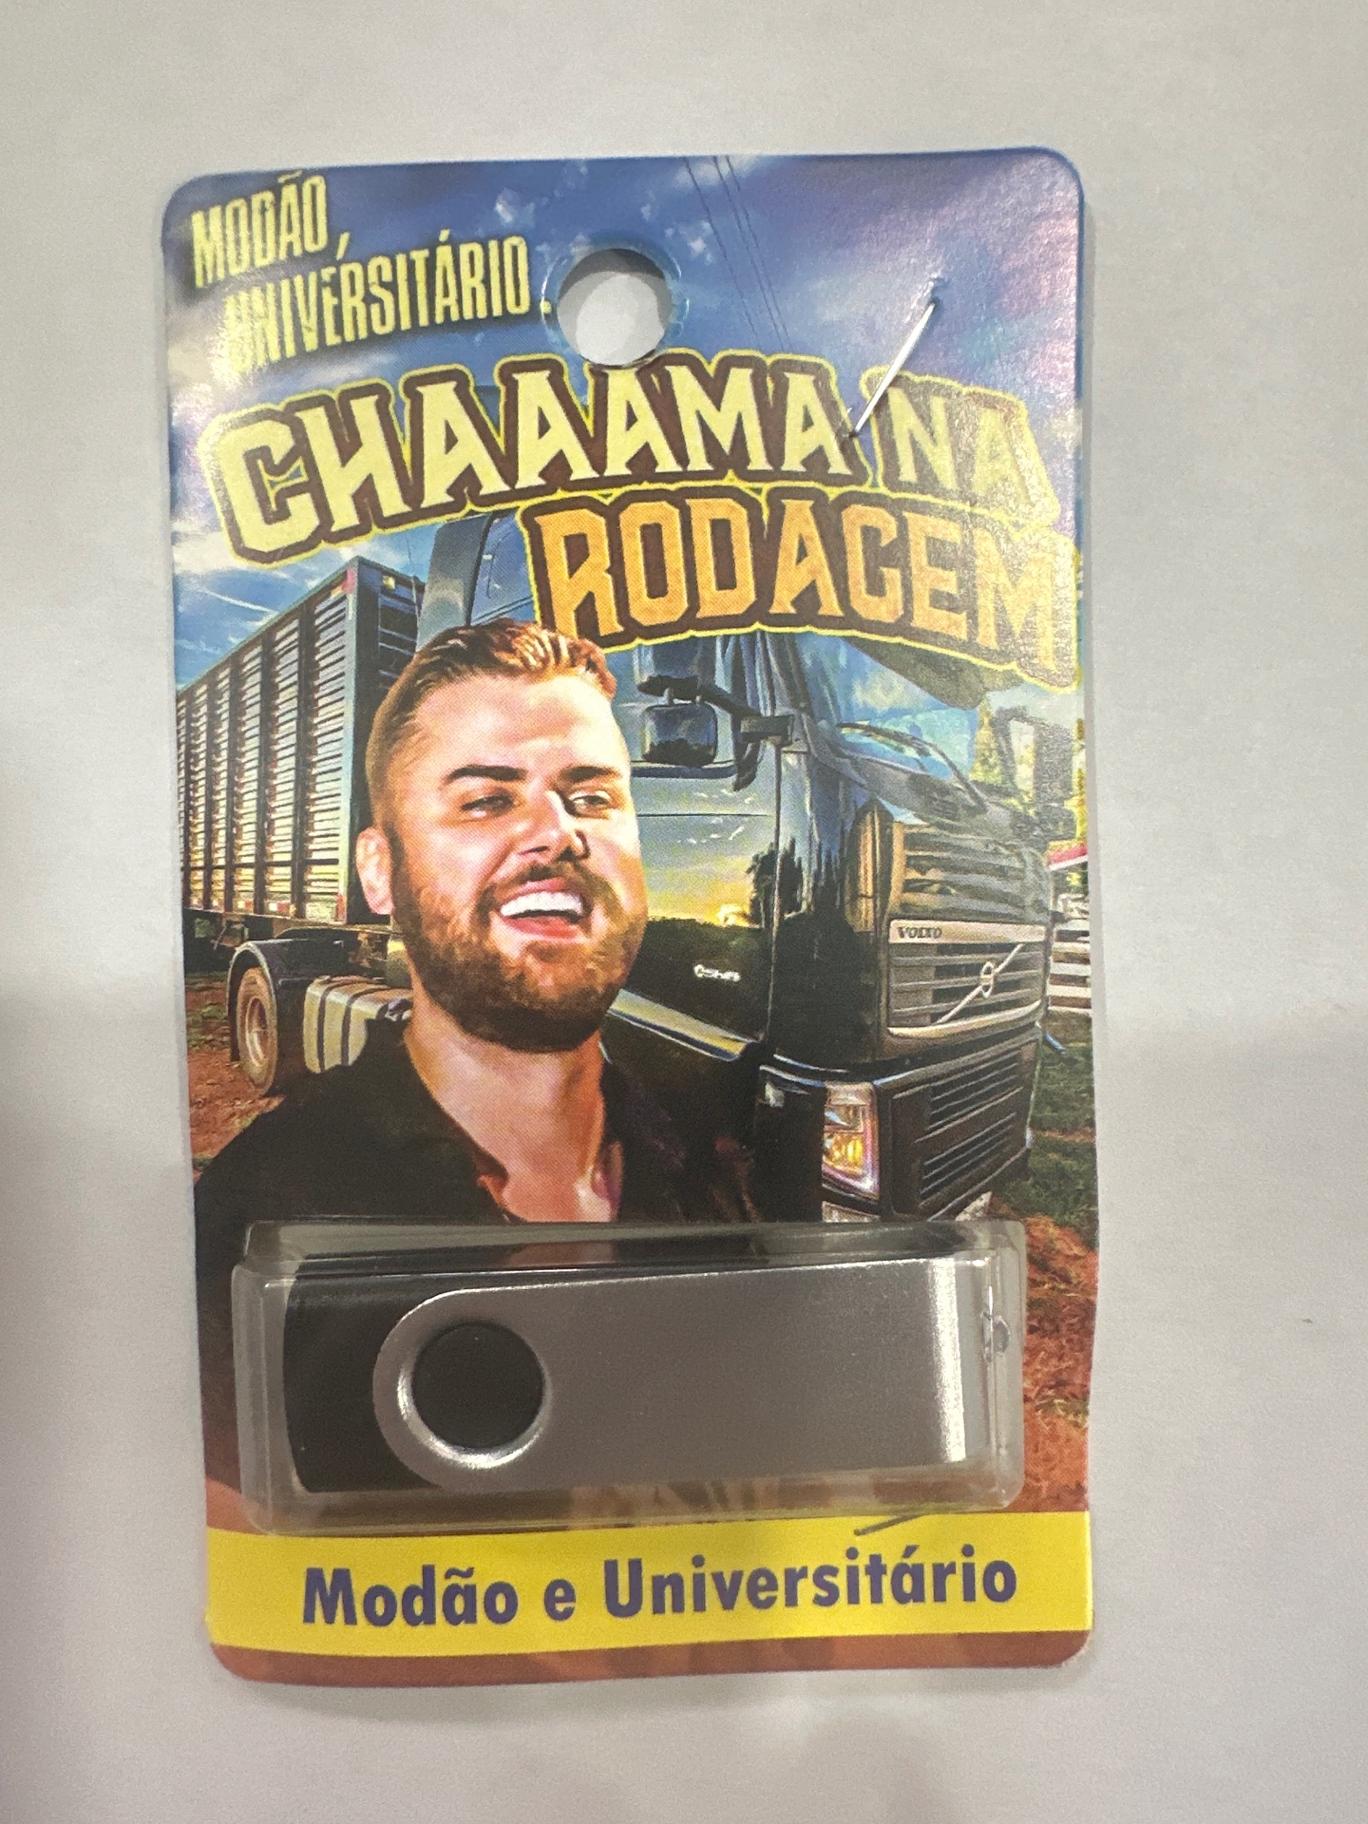 MODÃO,
UNIVERSITÁRIO.
CHAAAMA NA
RODAGEM
VOLVO
Modão e Universitário